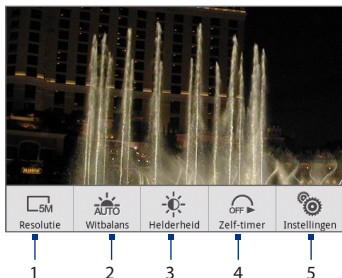 5M AUTO OFF
Resolutie Witbalans Helderheid Zelf-timer Instellingen
1 2 3 4 5